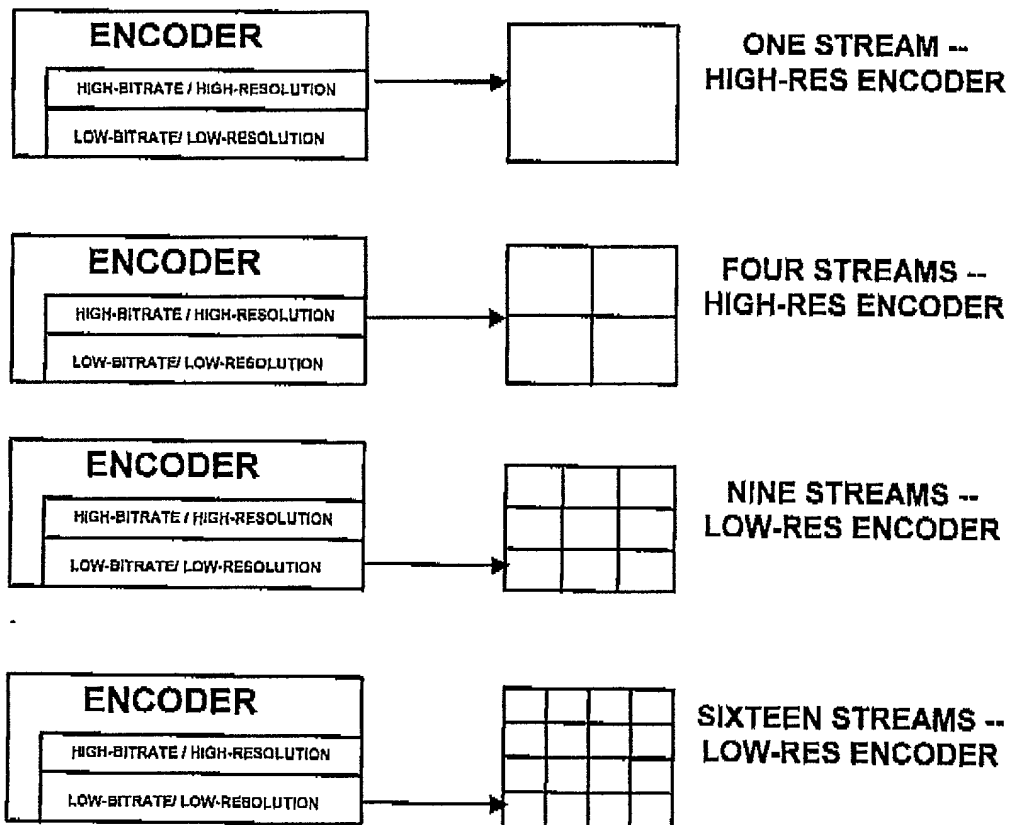 ENCODER
HIGH-BITRATE / HIGH-RESOLUTION
LOW-BITRATE/ LOW-RESOLUTION
ONE STREAM --
HIGH-RES ENCODER
ENCODER
HIGH-BITRATE / HIGH-RESOLUTION
LOW-BITRATE/ LOW-RESOLUTION
FOUR STREAMS --
HIGH-RES ENCODER
ENCODER
HIGH-BITRATE / HIGH-RESOLUTION
LOW-BITRATE/ LOW-RESOLUTION
NINE STREAMS --
LOW-RES ENCODER
ENCODER
HIGH-BITRATE / HIGH-RESOLUTION
LOW-BITRATE/ LOW-RESOLUTION
SIXTEEN STREAMS --
LOW-RES ENCODER